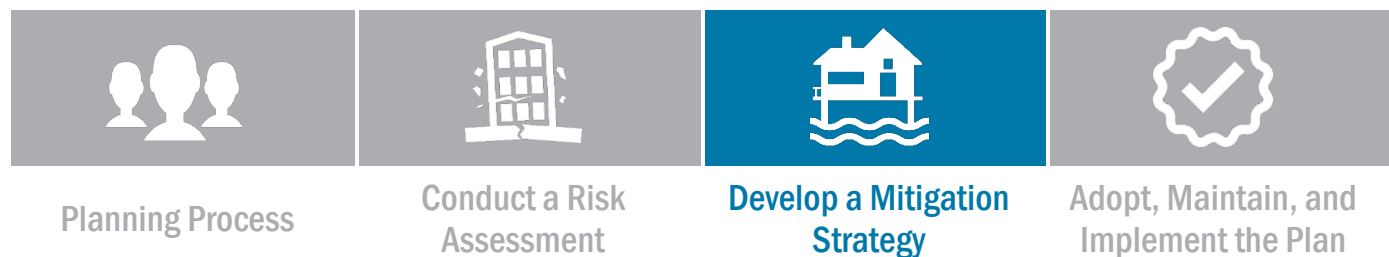 Planning Process
Conduct a Risk
Assessment
Develop a Mitigation
Strategy
Adopt, Maintain, and
Implement the Plan